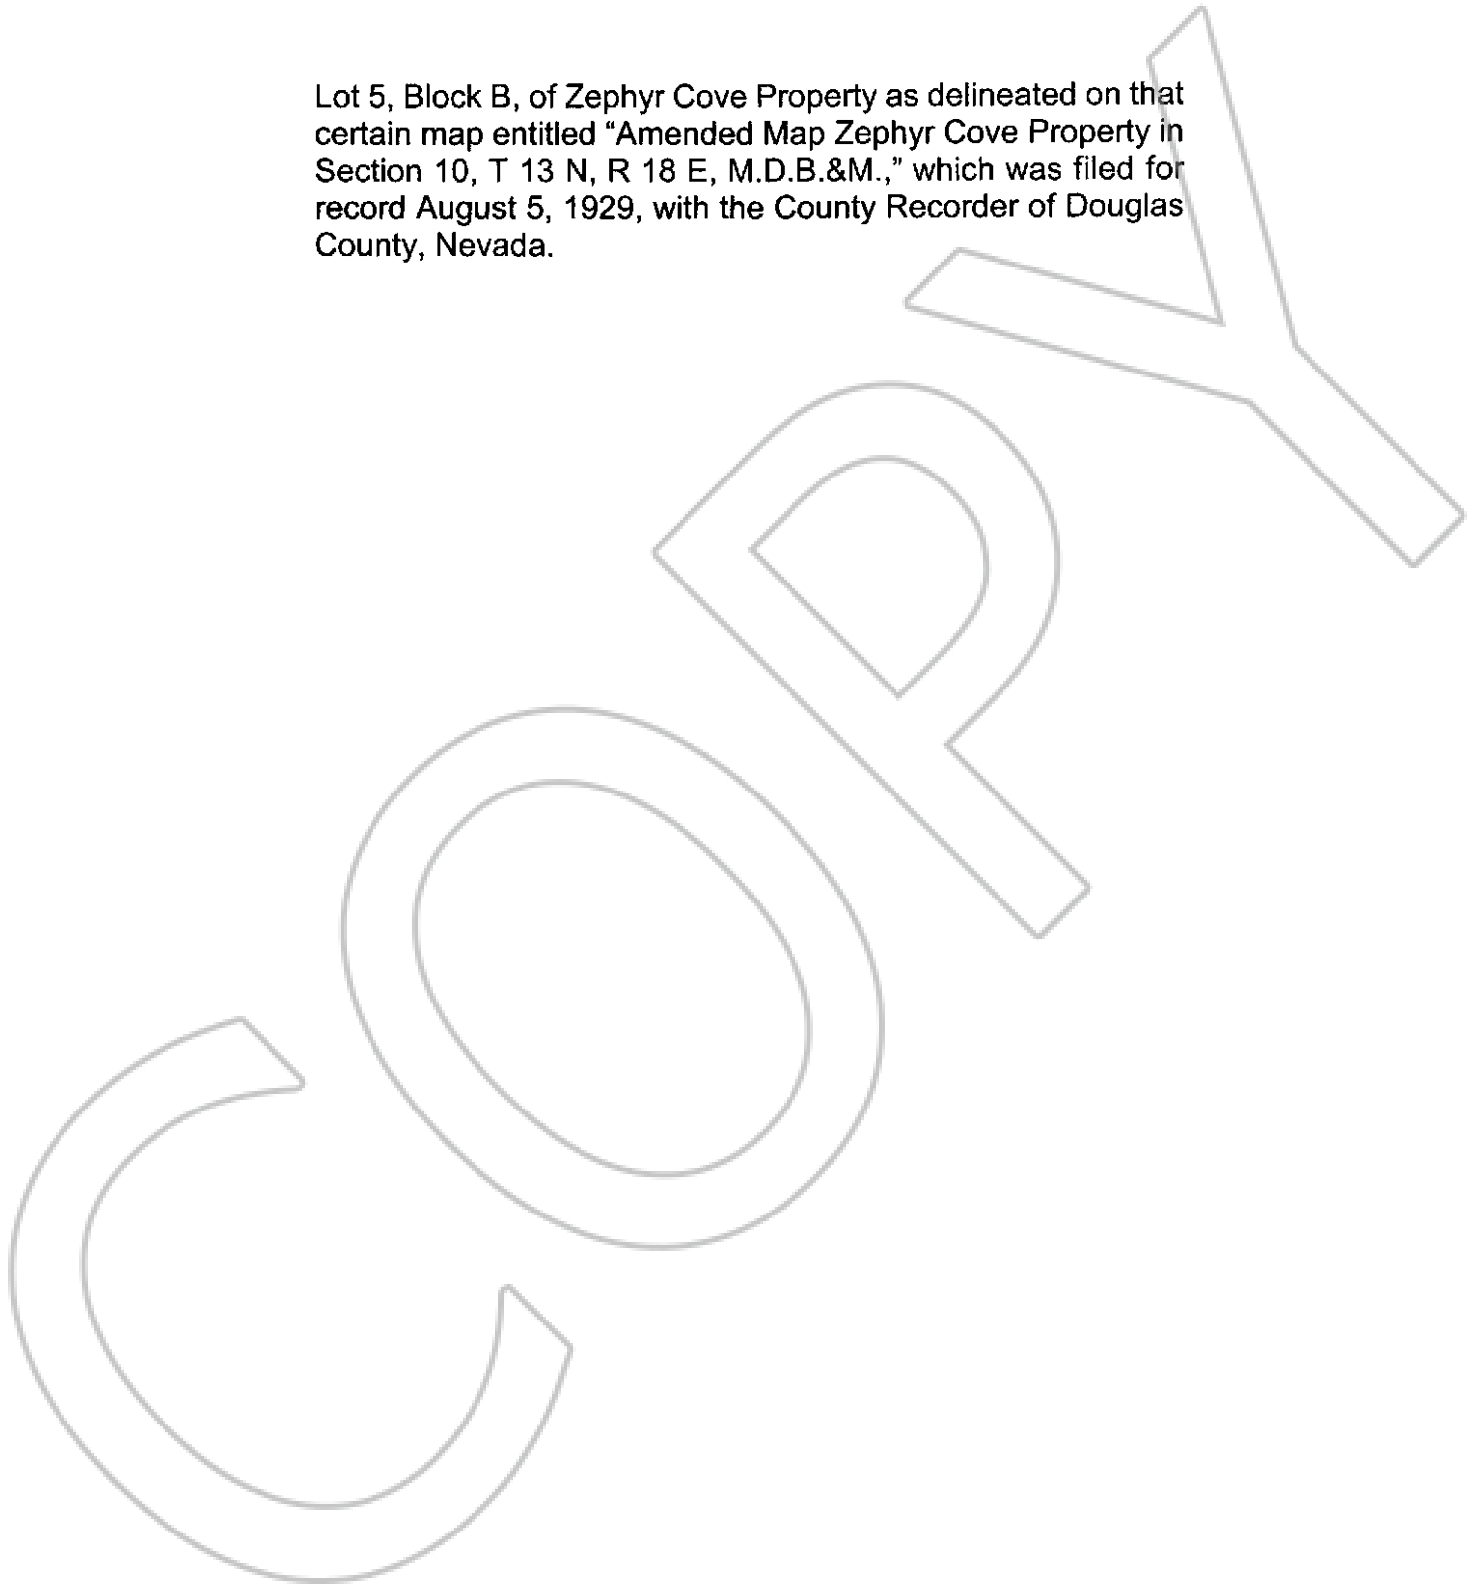 Lot 5, Block B, of Zephyr Cove Property as delineated on that
certain map entitled “Amended Map Zephyr Cove Property in
Section 10, T 13 N, R 18 E, M.D.B.&M.,” which was filed for
record August 5, 1929, with the County Recorder of Douglas
County, Nevada.
COPY